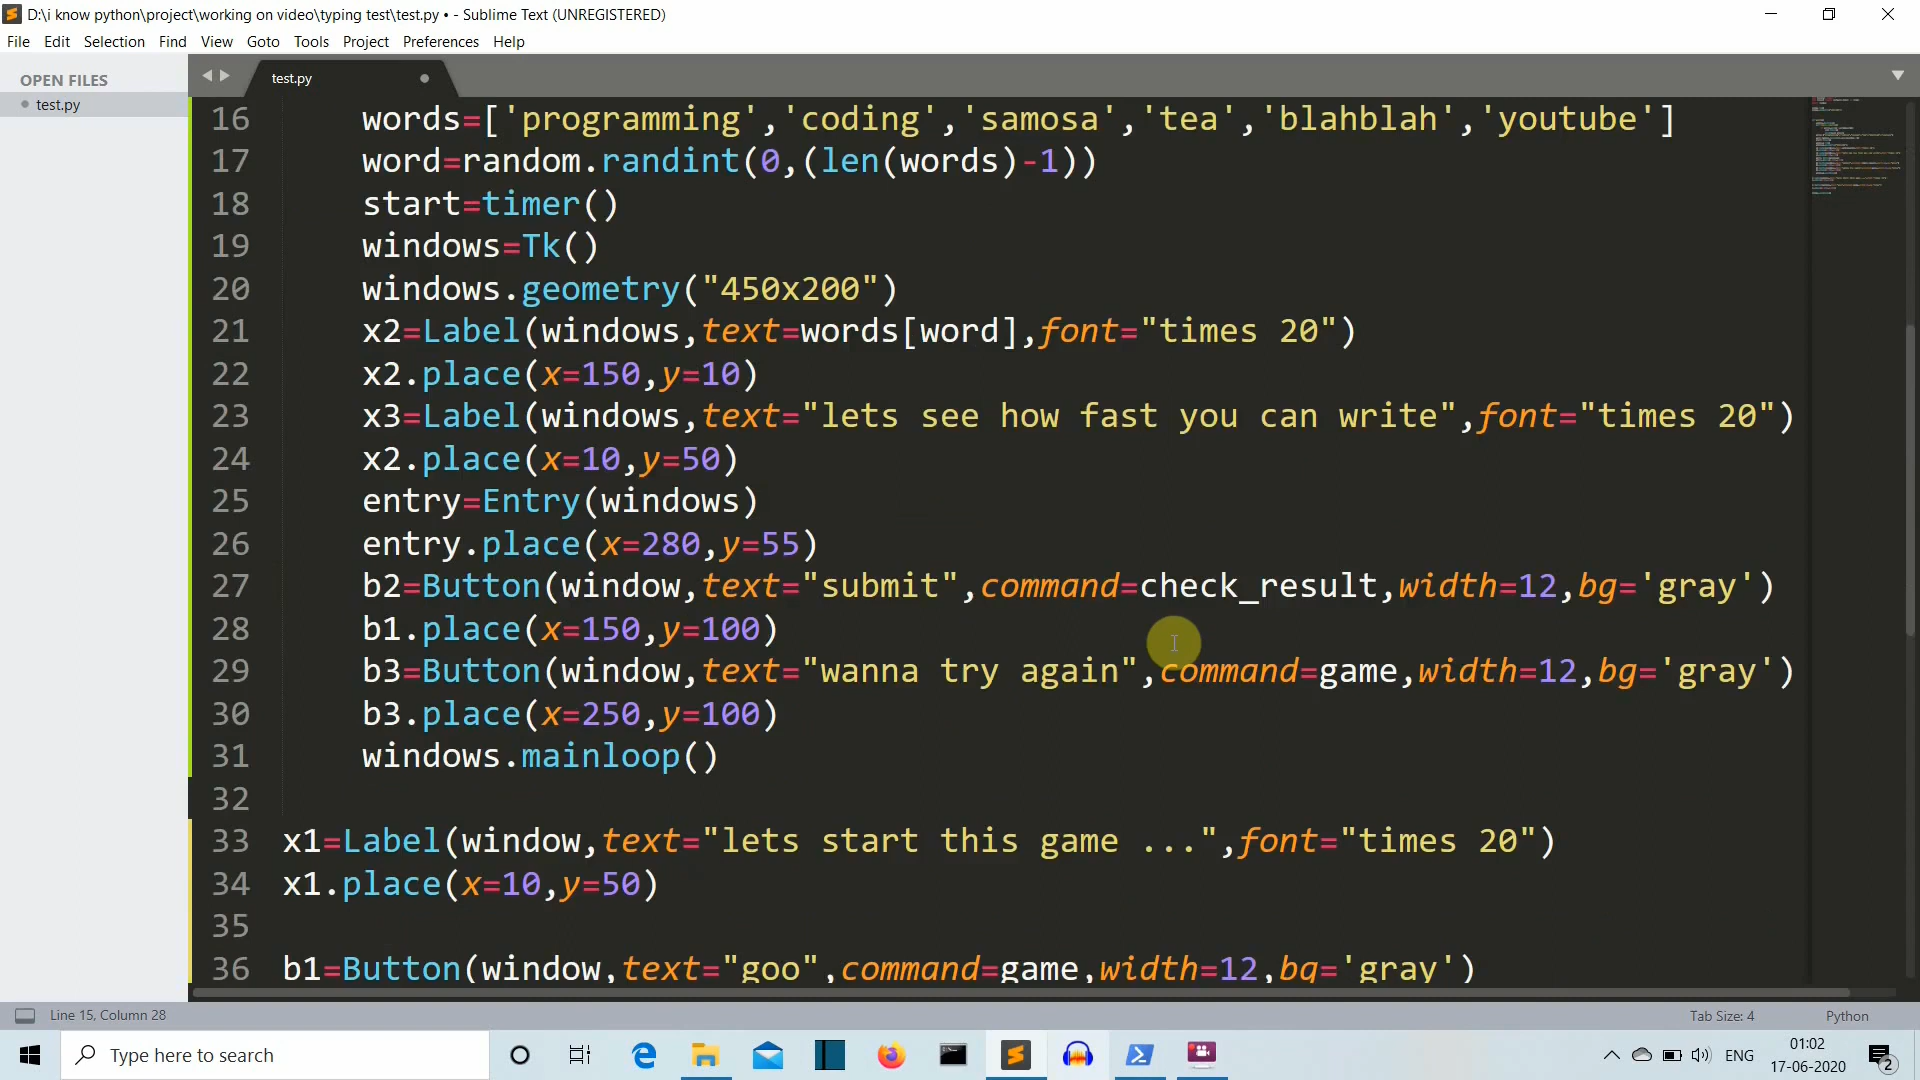 D:\i know python\project\working on video\typing test\test.py • - Sublime Text (UNREGISTERED)
File Edit Selection Find View Goto Tools Project Preferences Help
OPEN FILES
test.py
test.py
16 words=['programming','coding','samosa','tea','blahblah','youtube']
17 word=random.randint(0,(len(words)-1))
18 start=timer()
19 windows=Tk()
20 windows.geometry("450x200")
21 x2=Label(windows,text=words[word],font="times 20")
22 x2.place(x=150,y=10)
23 x3=Label(windows,text="lets see how fast you can write",font="times 20")
24 x2.place(x=10,y=50)
25 entry=Entry(windows)
26 entry.place(x=280,y=55)
27 b2=Button(window,text="submit",command=check_result,width=12,bg='gray')
28 b1.place(x=150,y=100)
29 b3=Button(window,text="wanna try again",command=game,width=12,bg='gray')
30 b3.place(x=250,y=100)
31 windows.mainloop()
32
33 x1=Label(window,text="lets start this game ...",font="times 20")
34 x1.place(x=10,y=50)
35
36 b1=Button(window,text="goo",command=game,width=12,bg='gray')
Line 15, Column 28
Tab Size: 4
Python
Type here to search
ENG
01:02
17-06-2020
2